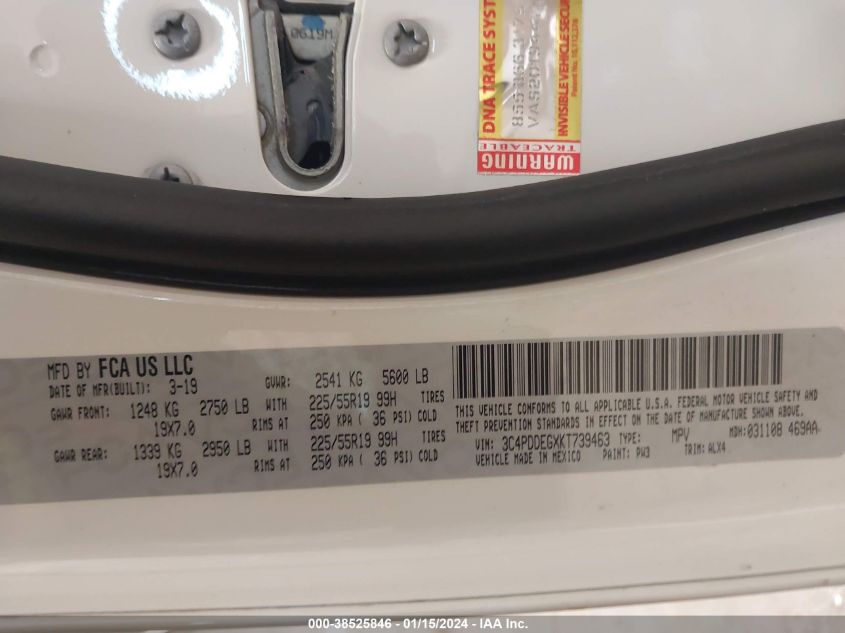 0619M
WARNING
TRACEABLE
DNA TRACE SYST
INVISIBLE VEHICLE SECUR
MFD BY FCA US LLC
DATE OF MFR(BUILT): 3-19
GVWR: 2541 KG 5600 LB
GAWR FRONT: 1248 KG 2750 LB WITH 225/55R19 99H TIRES
19X7.0 RIMS AT 250 KPA ( 36 PSI) COLD
GAWR REAR: 1339 KG 2950 LB WITH 225/55R19 99H TIRES
19X7.0 RIMS AT 250 KPA ( 36 PSI) COLD
THIS VEHICLE CONFORMS TO ALL APPLICABLE U.S.A. FEDERAL MOTOR VEHICLE SAFETY AND
THEFT PREVENTION STANDARDS IN EFFECT ON THE DATE OF MANUFACTURE SHOWN ABOVE.
VIN: 3C4PDDEGXKT739463 TYPE: MPV MDH: 031108 469AA
VEHICLE MADE IN MEXICO PAINT: PW3 TRIM: ALX4
000-38525846 - 01/15/2024 - IAA Inc.